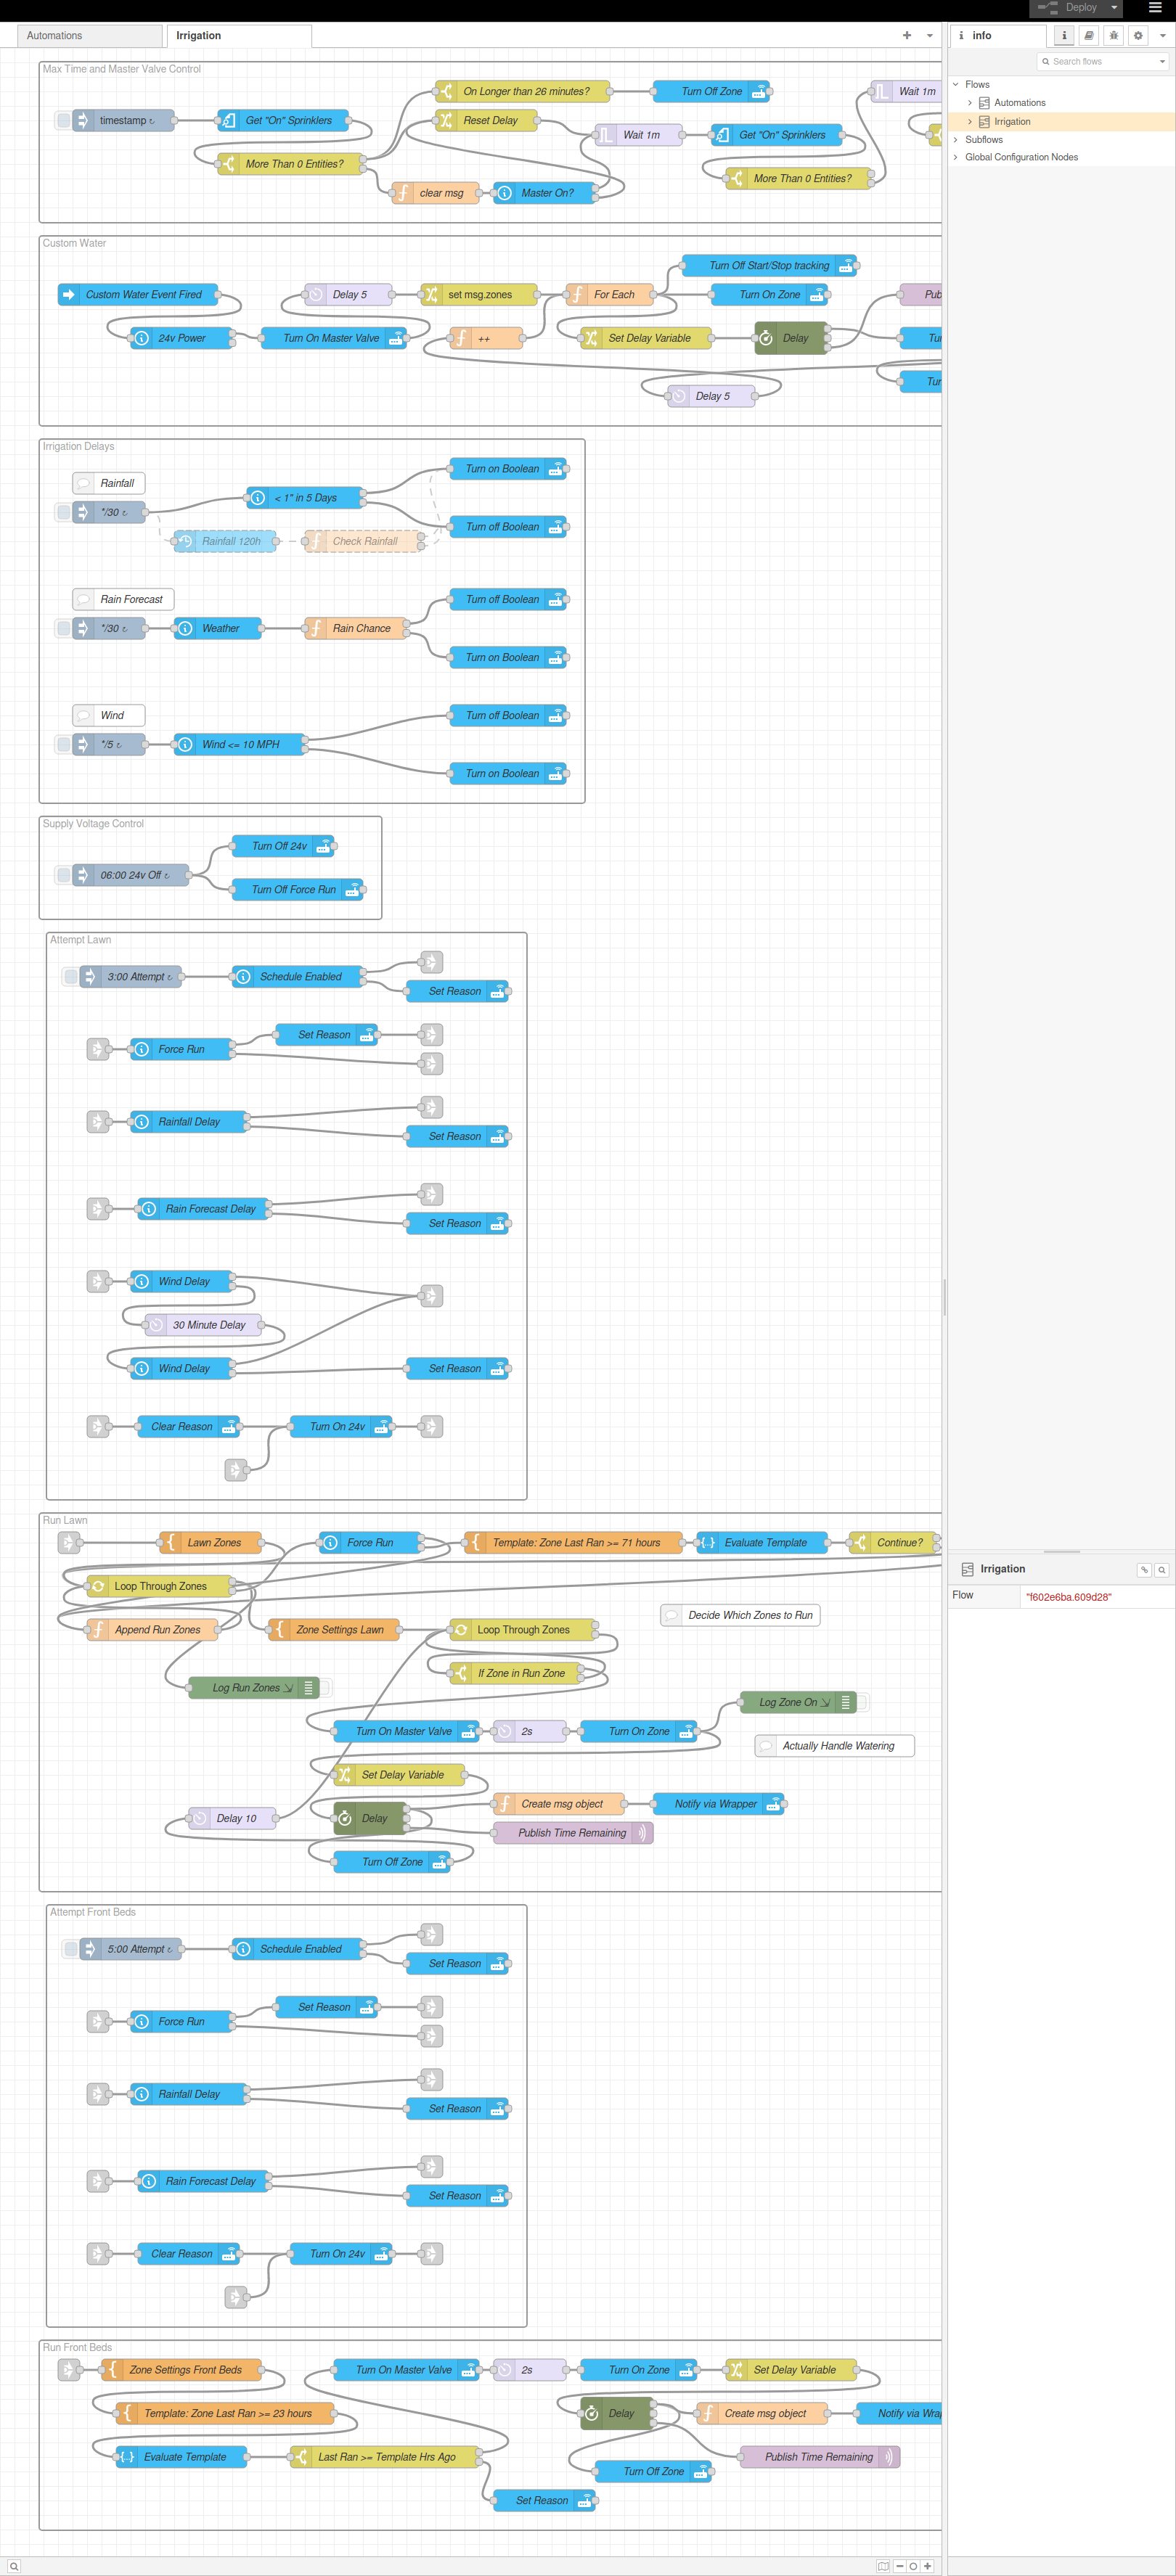 Deploy
Automations
Irrigation
info
Search flows
Flows
Automations
Irrigation
Subflows
Global Configuration Nodes
Max Time and Master Valve Control
On Longer than 26 minutes?
Turn Off Zone
Wait 1m
timestamp ↻
Get "On" Sprinklers
Reset Delay
Wait 1m
Get "On" Sprinklers
More Than 0 Entities?
More Than 0 Entities?
clear msg
Master On?
Custom Water
Turn Off Start/Stop tracking
Custom Water Event Fired
Delay 5
set msg.zones
For Each
Turn On Zone
Pub
24v Power
Turn On Master Valve
++
Set Delay Variable
Delay
Tur
Tur
Delay 5
Irrigation Delays
Turn on Boolean
Rainfall
< 1" in 5 Days
*/30 ↻
Turn off Boolean
Rainfall 120h
Check Rainfall
Rain Forecast
Turn off Boolean
*/30 ↻
Weather
Rain Chance
Turn on Boolean
Wind
Turn off Boolean
*/5 ↻
Wind <= 10 MPH
Turn on Boolean
Supply Voltage Control
Turn Off 24v
06:00 24v Off ↻
Turn Off Force Run
Attempt Lawn
3:00 Attempt ↻
Schedule Enabled
Set Reason
Set Reason
Force Run
Rainfall Delay
Set Reason
Rain Forecast Delay
Set Reason
Wind Delay
30 Minute Delay
Wind Delay
Set Reason
Clear Reason
Turn On 24v
Run Lawn
Lawn Zones
Force Run
Template: Zone Last Ran >= 71 hours
Evaluate Template
Continue?
Loop Through Zones
Decide Which Zones to Run
Append Run Zones
Zone Settings Lawn
Loop Through Zones
If Zone in Run Zone
Log Run Zones ⇲
Log Zone On ⇲
Turn On Master Valve
2s
Turn On Zone
Actually Handle Watering
Set Delay Variable
Create msg object
Notify via Wrapper
Delay 10
Delay
Publish Time Remaining
Turn Off Zone
Irrigation
Flow
"f602e6ba.609d28"
Attempt Front Beds
5:00 Attempt ↻
Schedule Enabled
Set Reason
Set Reason
Force Run
Rainfall Delay
Set Reason
Rain Forecast Delay
Set Reason
Clear Reason
Turn On 24v
Run Front Beds
Zone Settings Front Beds
Turn On Master Valve
2s
Turn On Zone
Set Delay Variable
Template: Zone Last Ran >= 23 hours
Delay
Create msg object
Notify via Wrap
Evaluate Template
Last Ran >= Template Hrs Ago
Publish Time Remaining
Turn Off Zone
Set Reason